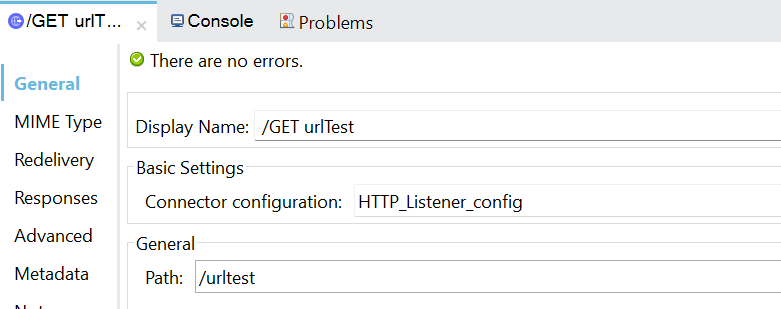 /GET urlT... Console Problems
There are no errors.
General
MIME Type
Redelivery
Responses
Advanced
Metadata
Display Name: /GET urlTest
Basic Settings
Connector configuration: HTTP_Listener_config
General
Path: /urltest